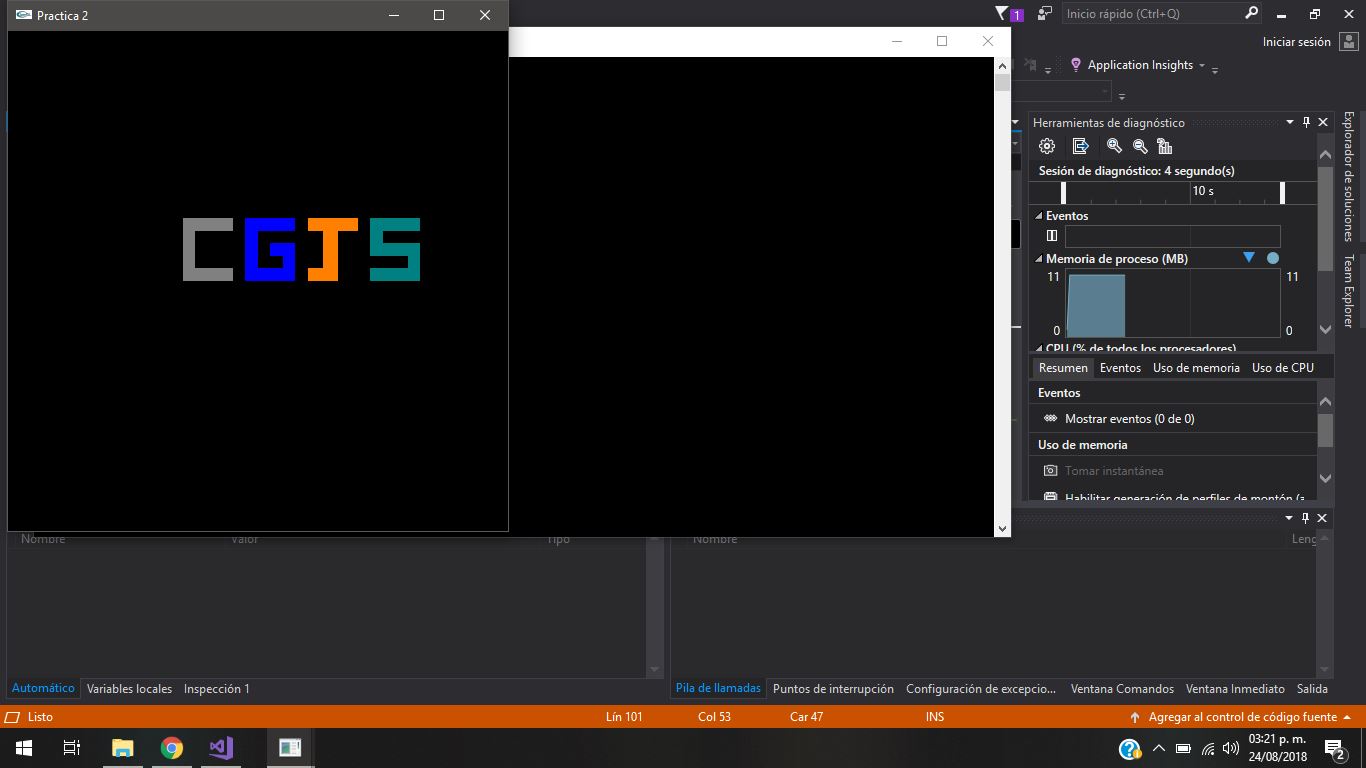 Practica 2
1
Inicio rápido (Ctrl+Q)
Iniciar sesión
Application Insights
CGJS
Herramientas de diagnóstico
Sesión de diagnóstico: 4 segundo(s)
10 s
Eventos
Memoria de proceso (MB)
11 11
0 0
CPU (% de todos los procesadores)
Resumen Eventos Uso de memoria Uso de CPU
Eventos
Mostrar eventos (0 de 0)
Uso de memoria
Tomar instantánea
Habilitar generación de perfiles de montón (a
Explorador de soluciones
Team Explorer
Nombre Valor Tipo
Nombre Leng
Automático Variables locales Inspección 1
Pila de llamadas Puntos de interrupción Configuración de excepcio... Ventana Comandos Ventana Inmediato Salida
Listo Lín 101 Col 53 Car 47 INS Agregar al control de código fuente
03:21 p. m.
24/08/2018
2